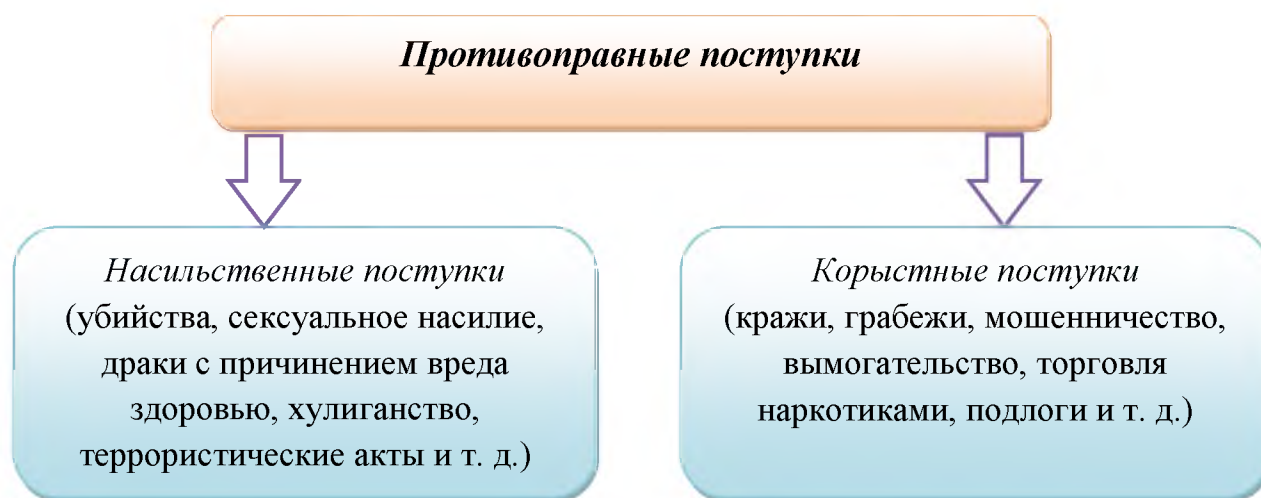 Противоправные поступки
Насильственные поступки
(убийства, сексуальное насилие,
драки с причинением вреда
здоровью, хулиганство,
террористические акты и т. д.)
Корыстные поступки
(кражи, грабежи, мошенничество,
вымогательство, торговля
наркотиками, подлоги и т. д.)